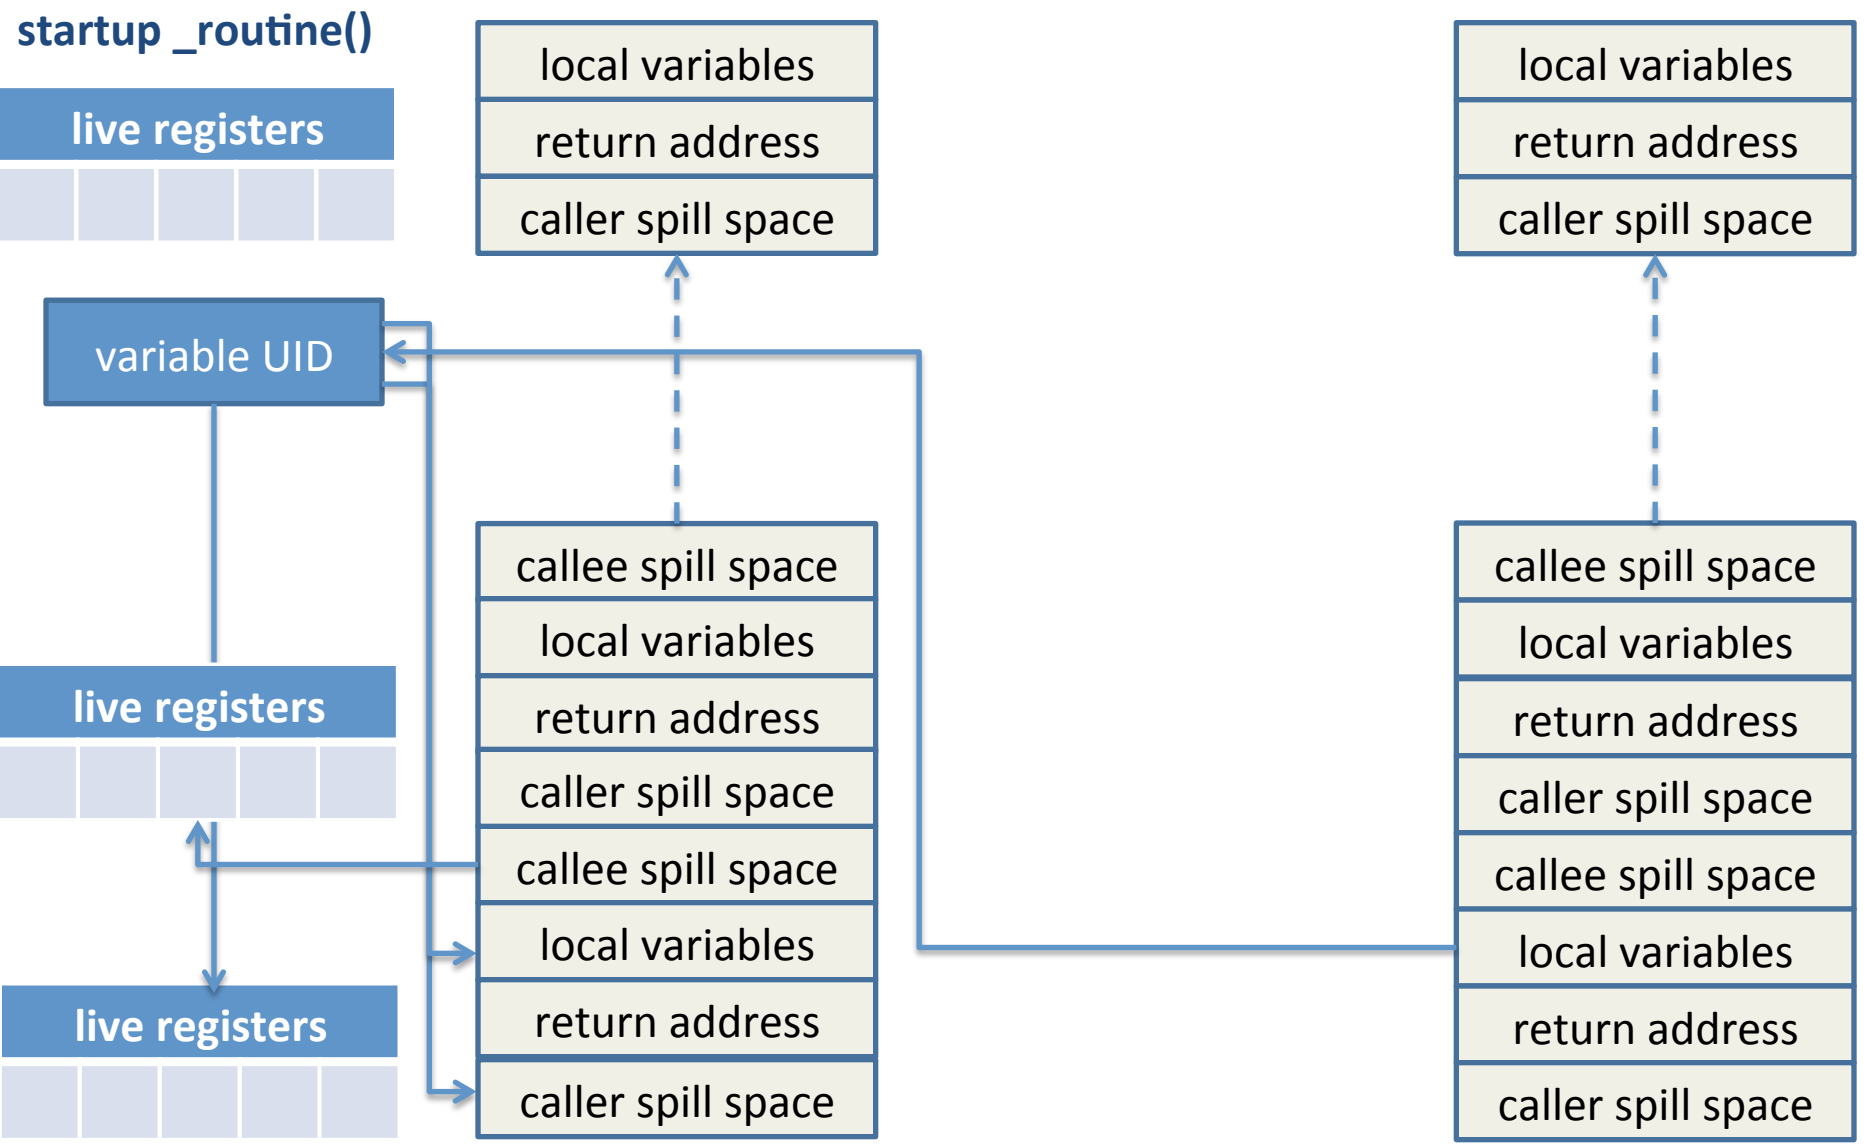 startup _routine()
live registers
variable UID
live registers
live registers
local variables
return address
caller spill space
callee spill space
local variables
return address
caller spill space
callee spill space
local variables
return address
caller spill space
local variables
return address
caller spill space
callee spill space
local variables
return address
caller spill space
callee spill space
local variables
return address
caller spill space